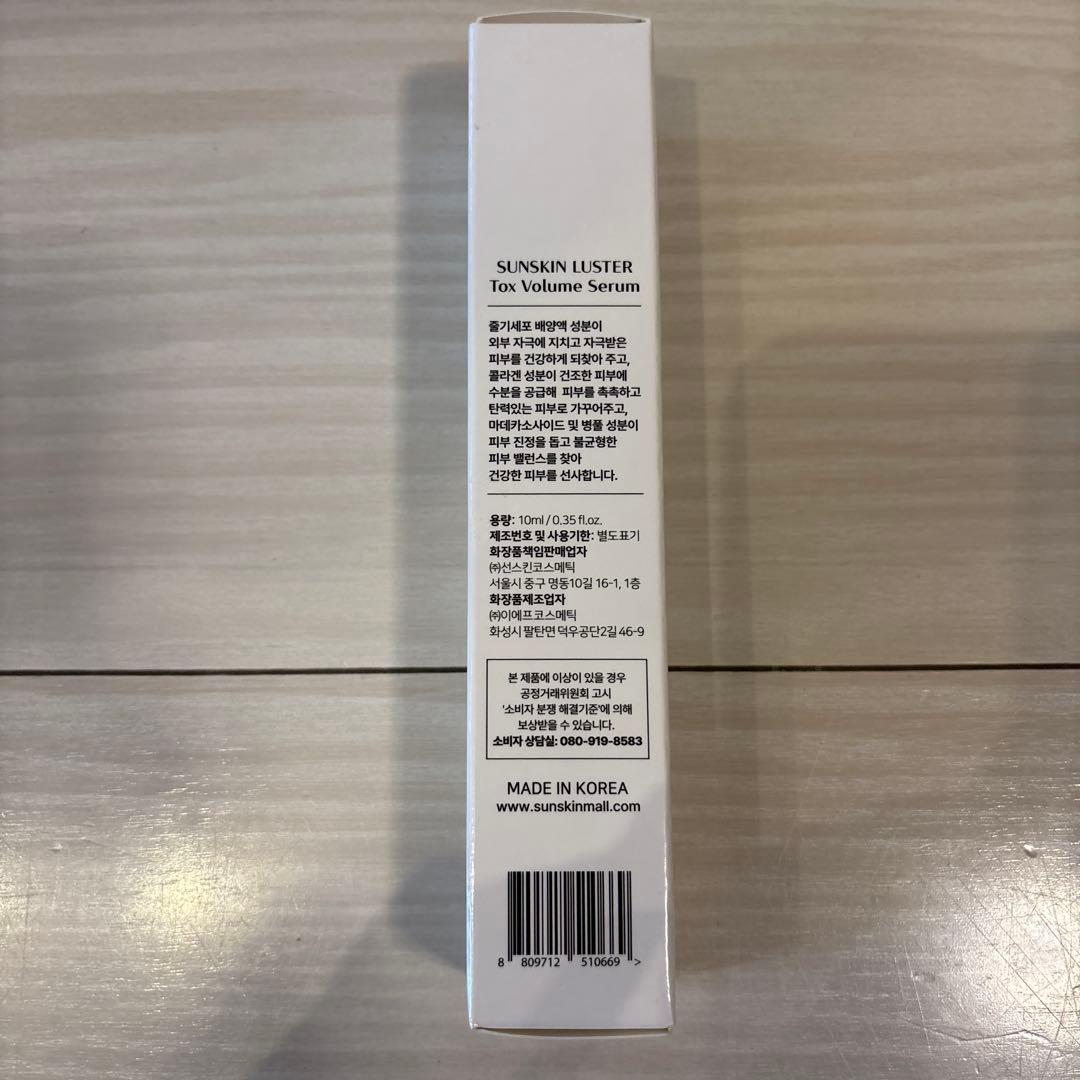 SUNSKIN LUSTER
Tox Volume Serum
줄기세포 배양액 성분이
외부 자극에 지치고 자극받은
피부를 건강하게 되찾아 주고,
콜라겐 성분이 건조한 피부에
수분을 공급해 피부를 촉촉하고
탄력있는 피부로 가꾸어주고,
마데카소사이드 및 병풀 성분이
피부 진정을 돕고 불균형한
피부 밸런스를 찾아
건강한 피부를 선사합니다.
용량: 10ml / 0.35 fl.oz.
제조번호 및 사용기한: 별도표기
화장품책임판매업자
㈜선스킨코스메틱
서울시 중구 명동10길 16-1, 1층
화장품제조업자
㈜이에프코스메틱
화성시 팔탄면 덕우공단2길 46-9
본 제품에 이상이 있을 경우
공정거래위원회 고시
'소비자 분쟁 해결기준'에 의해
보상받을 수 있습니다.
소비자 상담실: 080-919-8583
MADE IN KOREA
www.sunskinmall.com
8 809712 510669 >